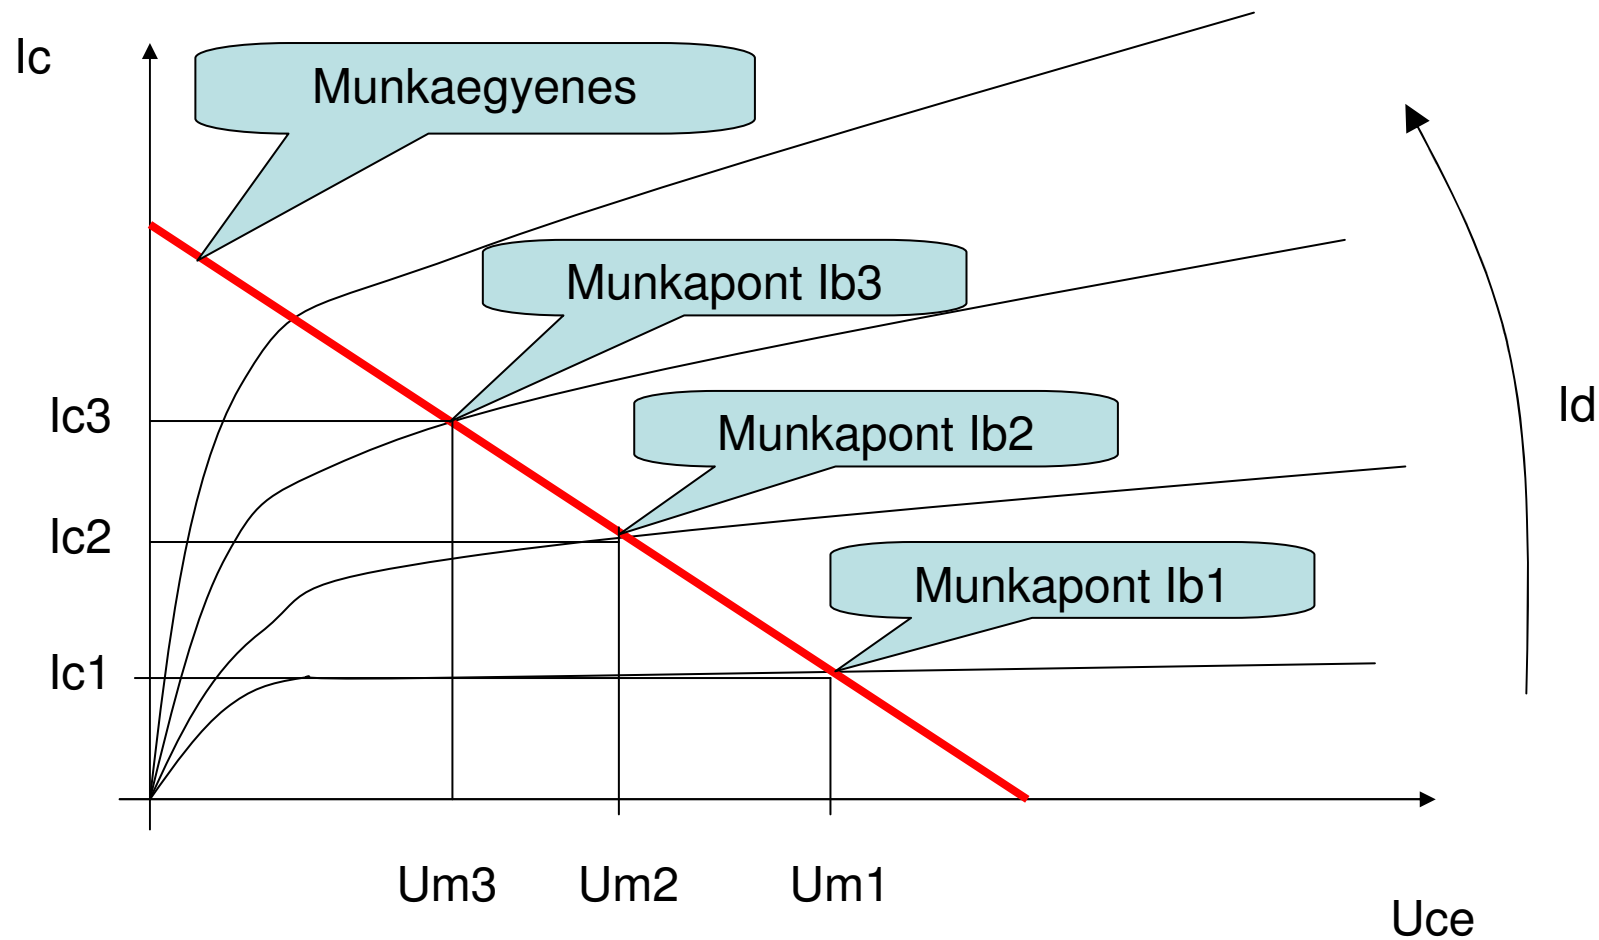 Ic
Munkaegyenes
Munkapont Ib3
Ic3
Id
Munkapont Ib2
Ic2
Munkapont Ib1
Ic1
Um3
Um2
Um1
Uce